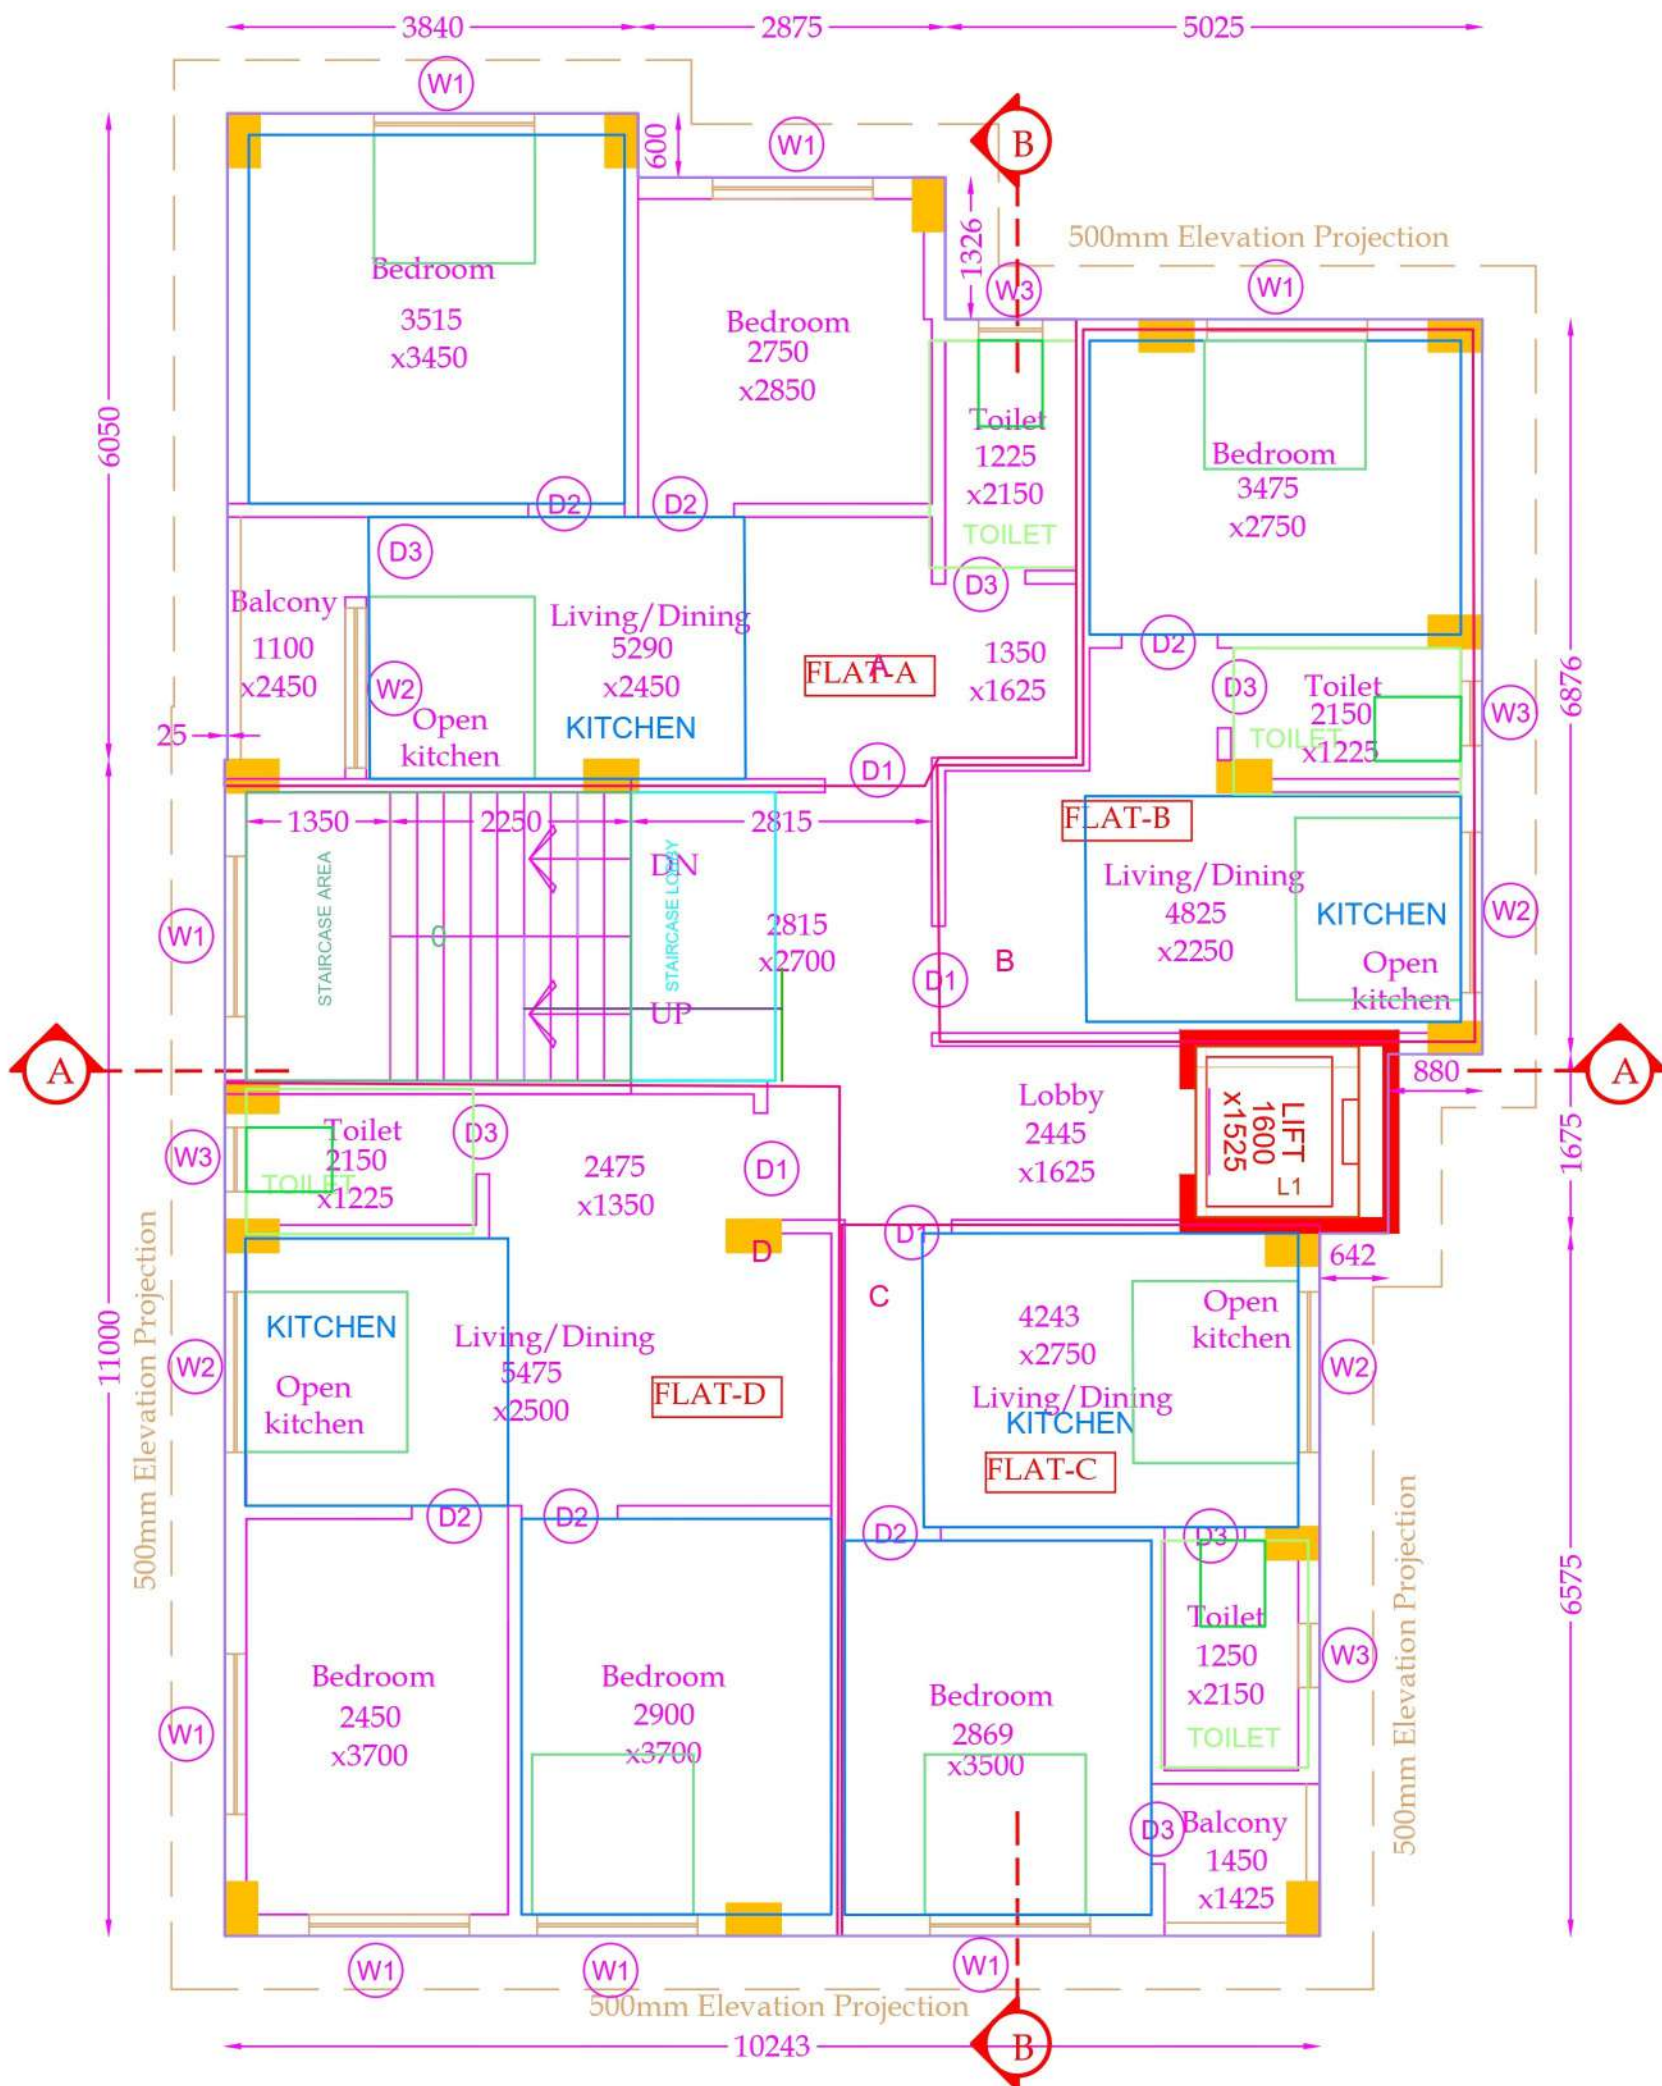 3840
2875
5025
W1
600
W1
B
1326
500mm Elevation Projection
W3
W1
Bedroom
3515
x3450
Bedroom
2750
x2850
Toilet
1225
x2150
TOILET
Bedroom
3475
x2750
6050
D2
D2
D3
D3
Balcony
1100
x2450
W2
Living/Dining
5290
x2450
Open
kitchen
KITCHEN
A
FLAT-A
1350
x1625
D2
D3
Toilet
2150
x1225
TOILET
W3
6876
25
D1
1350
2250
2815
FLAT-B
STAIRCASE AREA
STAIRCASE LOBBY
DN
UP
2815
x2700
W1
Living/Dining
4825
x2250
KITCHEN
Open
kitchen
W2
B
D1
A
A
880
Lobby
2445
x1625
LIFT
1600
x1525
L1
1675
W3
Toilet
2150
x1225
TOILET
D3
2475
x1350
D1
D1
642
D
C
11000
500mm Elevation Projection
W2
KITCHEN
Open
kitchen
Living/Dining
5475
x2500
FLAT-D
4243
x2750
Living/Dining
KITCHEN
FLAT-C
Open
kitchen
W2
D2
D2
D2
D3
6575
500mm Elevation Projection
Toilet
1250
x2150
TOILET
W3
Bedroom
2450
x3700
Bedroom
2900
x3700
Bedroom
2869
x3500
W1
D3
Balcony
1450
x1425
W1
W1
W1
500mm Elevation Projection
10243
B